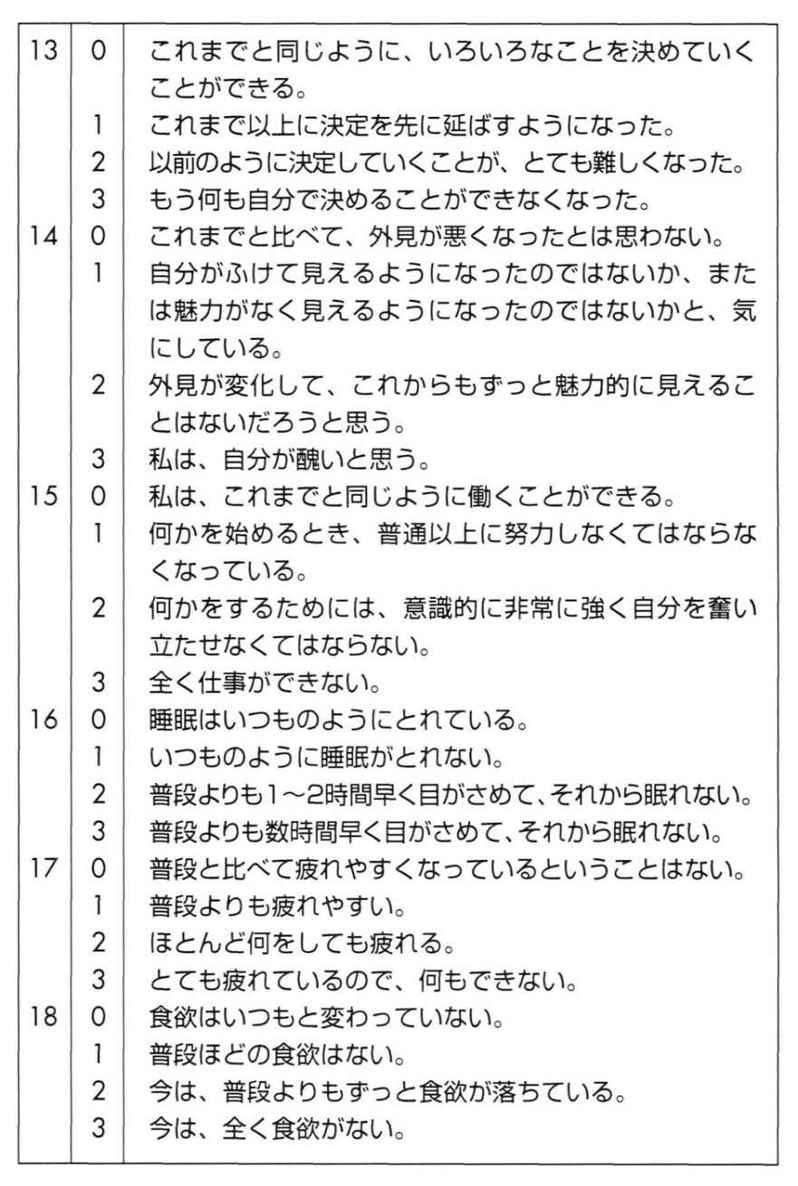 13 0 これまでと同じように、いろいろなことを決めていく
ことができる。
1 これまで以上に決定を先に延ばすようになった。
2 以前のように決定していくことが、とても難しくなった。
3 もう何も自分で決めることができなくなった。
14 0 これまでと比べて、外見が悪くなったとは思わない。
1 自分がふけて見えるようになったのではないか、また
は魅力がなく見えるようになったのではないかと、気
にしている。
2 外見が変化して、これからもずっと魅力的に見えるこ
とはないだろうと思う。
3 私は、自分が醜いと思う。
15 0 私は、これまでと同じように働くことができる。
1 何かを始めるとき、普通以上に努力しなくてはならな
くなっている。
2 何かをするためには、意識的に非常に強く自分を奮い
立たせなくてはならない。
3 全く仕事ができない。
16 0 睡眠はいつものようにとれている。
1 いつものように睡眠がとれない。
2 普段よりも1〜2時間早く目がさめて、それから眠れない。
3 普段よりも数時間早く目がさめて、それから眠れない。
17 0 普段と比べて疲れやすくなっているということはない。
1 普段よりも疲れやすい。
2 ほとんど何をしても疲れる。
3 とても疲れているので、何もできない。
18 0 食欲はいつもと変わっていない。
1 普段ほどの食欲はない。
2 今は、普段よりもずっと食欲が落ちている。
3 今は、全く食欲がない。